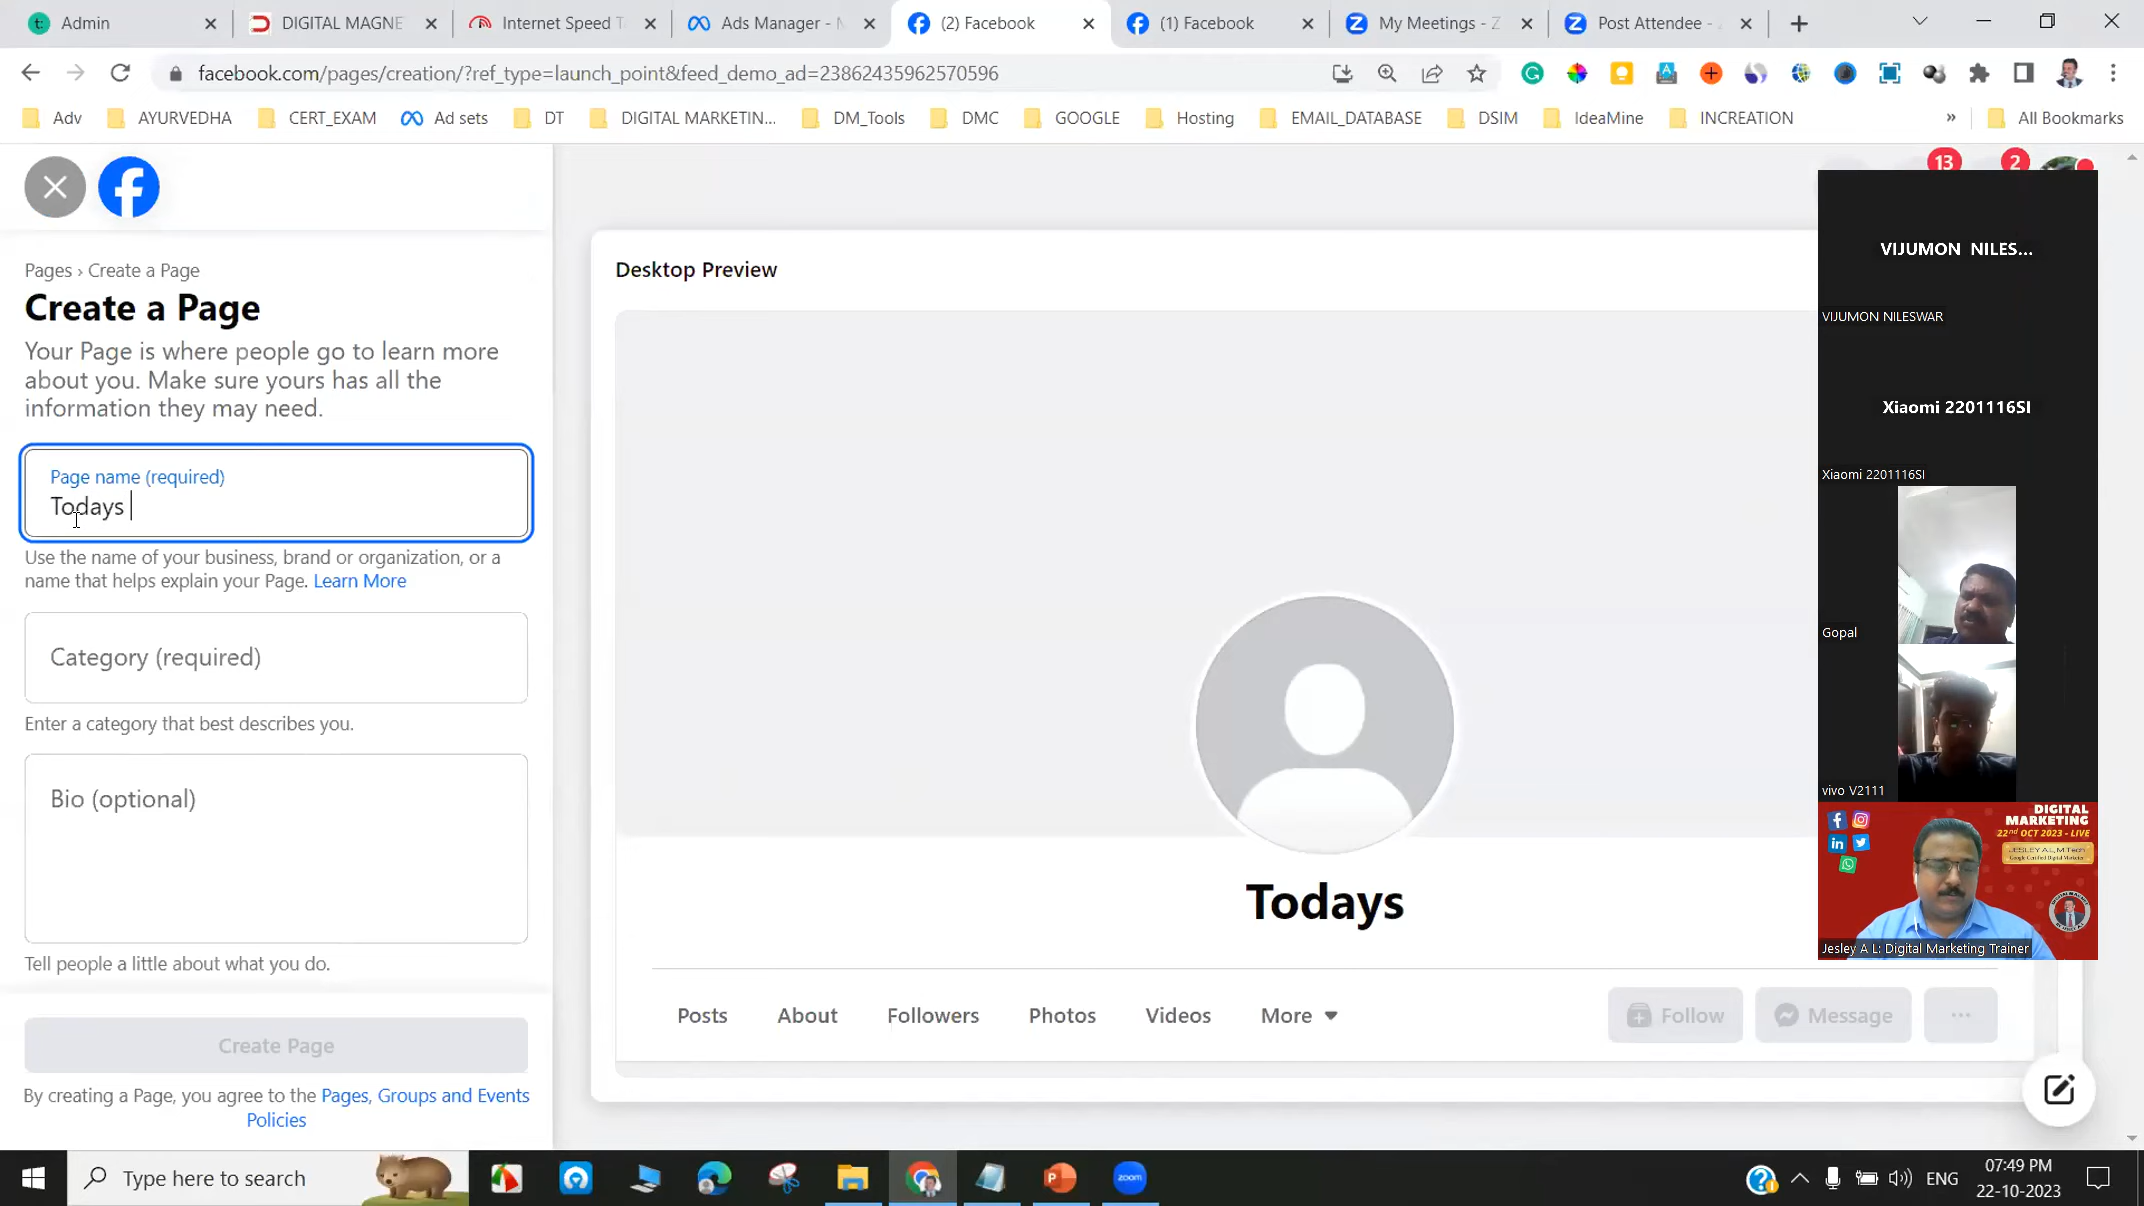 Admin
DIGITAL MAGNE
Internet Speed T
Ads Manager -
(2) Facebook
(1) Facebook
My Meetings - Z
Post Attendee -
facebook.com/pages/creation/?ref_type=launch_point&feed_demo_ad=23862435962570596
Adv
AYURVEDHA
CERT_EXAM
Ad sets
DT
DIGITAL MARKETIN...
DM_Tools
DMC
GOOGLE
Hosting
EMAIL_DATABASE
DSIM
IdeaMine
INCREATION
»
All Bookmarks
13
2
Pages › Create a Page
Create a Page
Your Page is where people go to learn more
about you. Make sure yours has all the
information they may need.
Page name (required)
Todays
Use the name of your business, brand or organization, or a
name that helps explain your Page. Learn More
Category (required)
Enter a category that best describes you.
Bio (optional)
Tell people a little about what you do.
Create Page
By creating a Page, you agree to the Pages, Groups and Events
Policies
Desktop Preview
Todays
Posts
About
Followers
Photos
Videos
More
Follow
Message
VIJUMON NILES...
VIJUMON NILESWAR
Xiaomi 2201116SI
Xiaomi 2201116SI
Gopal
vivo V2111
DIGITAL
MARKETING
22nd OCT 2023 - LIVE
JESLEY A L, M.Tech
Google Certified Digital Marketer
Jesley A L: Digital Marketing Trainer
Type here to search
zoom
ENG
07:49 PM
22-10-2023